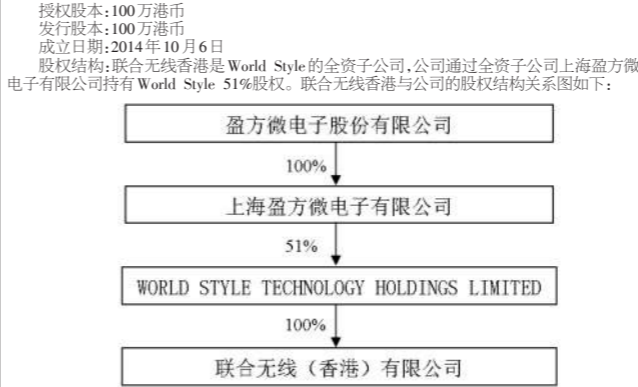 授权股本：100万港币
发行股本：100万港币
成立日期：2014年10月6日
股权结构：联合无线香港是World Style的全资子公司，公司通过全资子公司上海盈方微
电子有限公司持有World Style 51%股权。联合无线香港与公司的股权结构关系图如下：
盈方微电子股份有限公司
100%
上海盈方微电子有限公司
51%
WORLD STYLE TECHNOLOGY HOLDINGS LIMITED
100%
联合无线（香港）有限公司